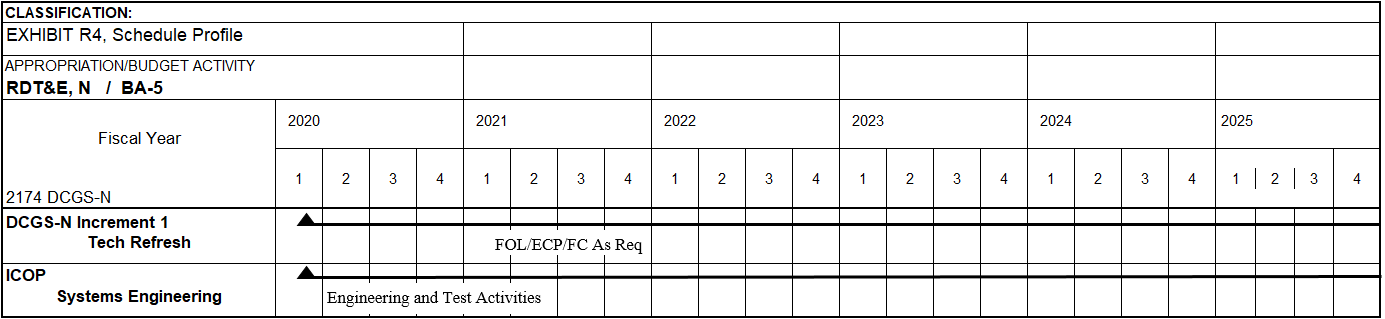 CLASSIFICATION:
EXHIBIT R4, Schedule Profile
APPROPRIATION/BUDGET ACTIVITY
RDT&E, N / BA-5
Fiscal Year
2020 2021 2022 2023 2024 2025
2174 DCGS-N
1 2 3 4 1 2 3 4 1 2 3 4 1 2 3 4 1 2 3 4 1 2 3 4
DCGS-N Increment 1
Tech Refresh
FOL/ECP/FC As Req
ICOP
Systems Engineering
Engineering and Test Activities